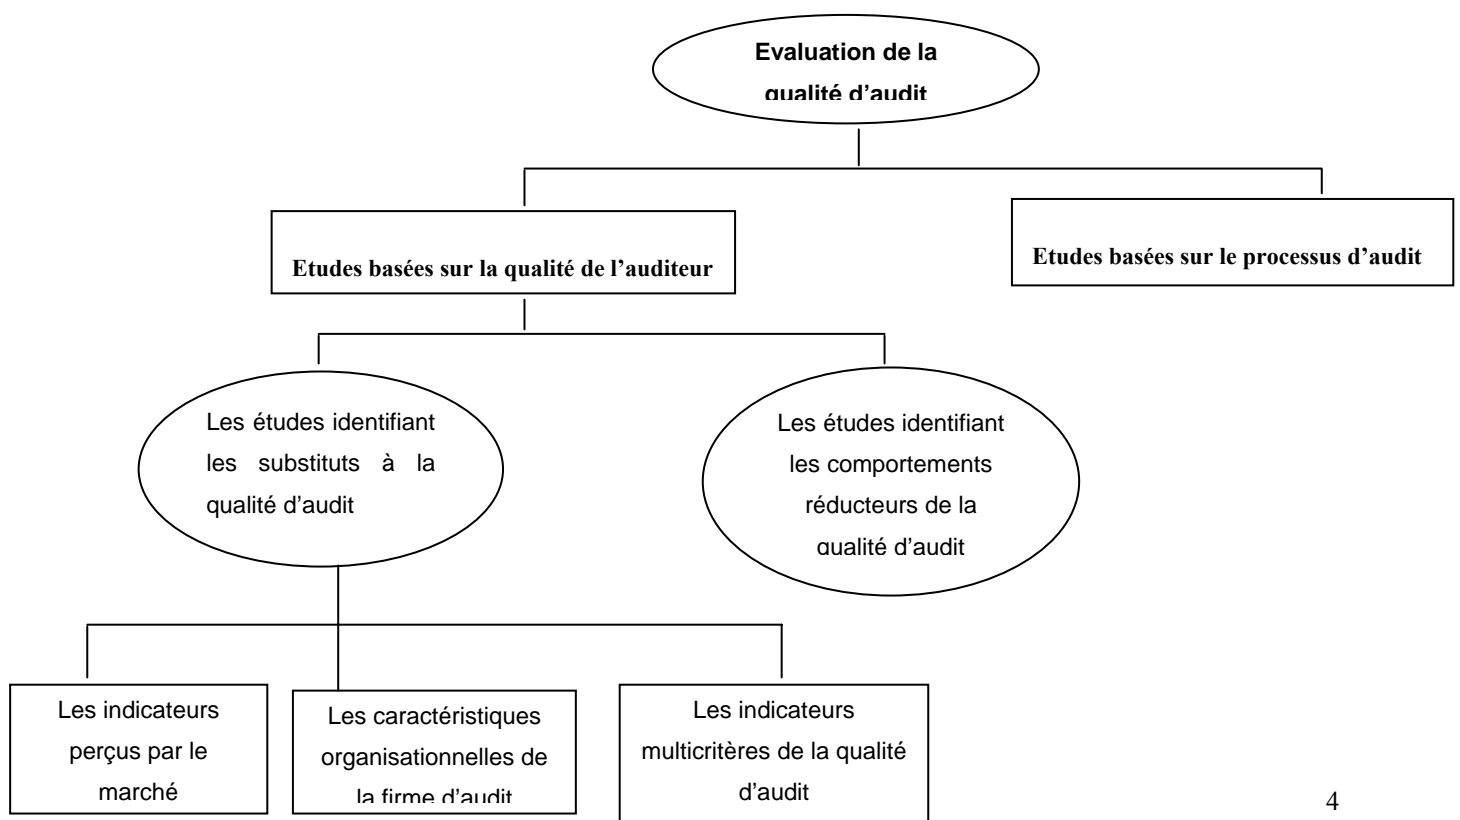 Evaluation de la
qualité d'audit
Etudes basées sur la qualité de l'auditeur
Etudes basées sur le processus d'audit
Les études identifiant
les substituts à la
qualité d'audit
Les études identifiant
les comportements
réducteurs de la
qualité d'audit
Les indicateurs
perçus par le
marché
Les caractéristiques
organisationnelles de
la firme d'audit
Les indicateurs
multicritères de la qualité
d'audit
4